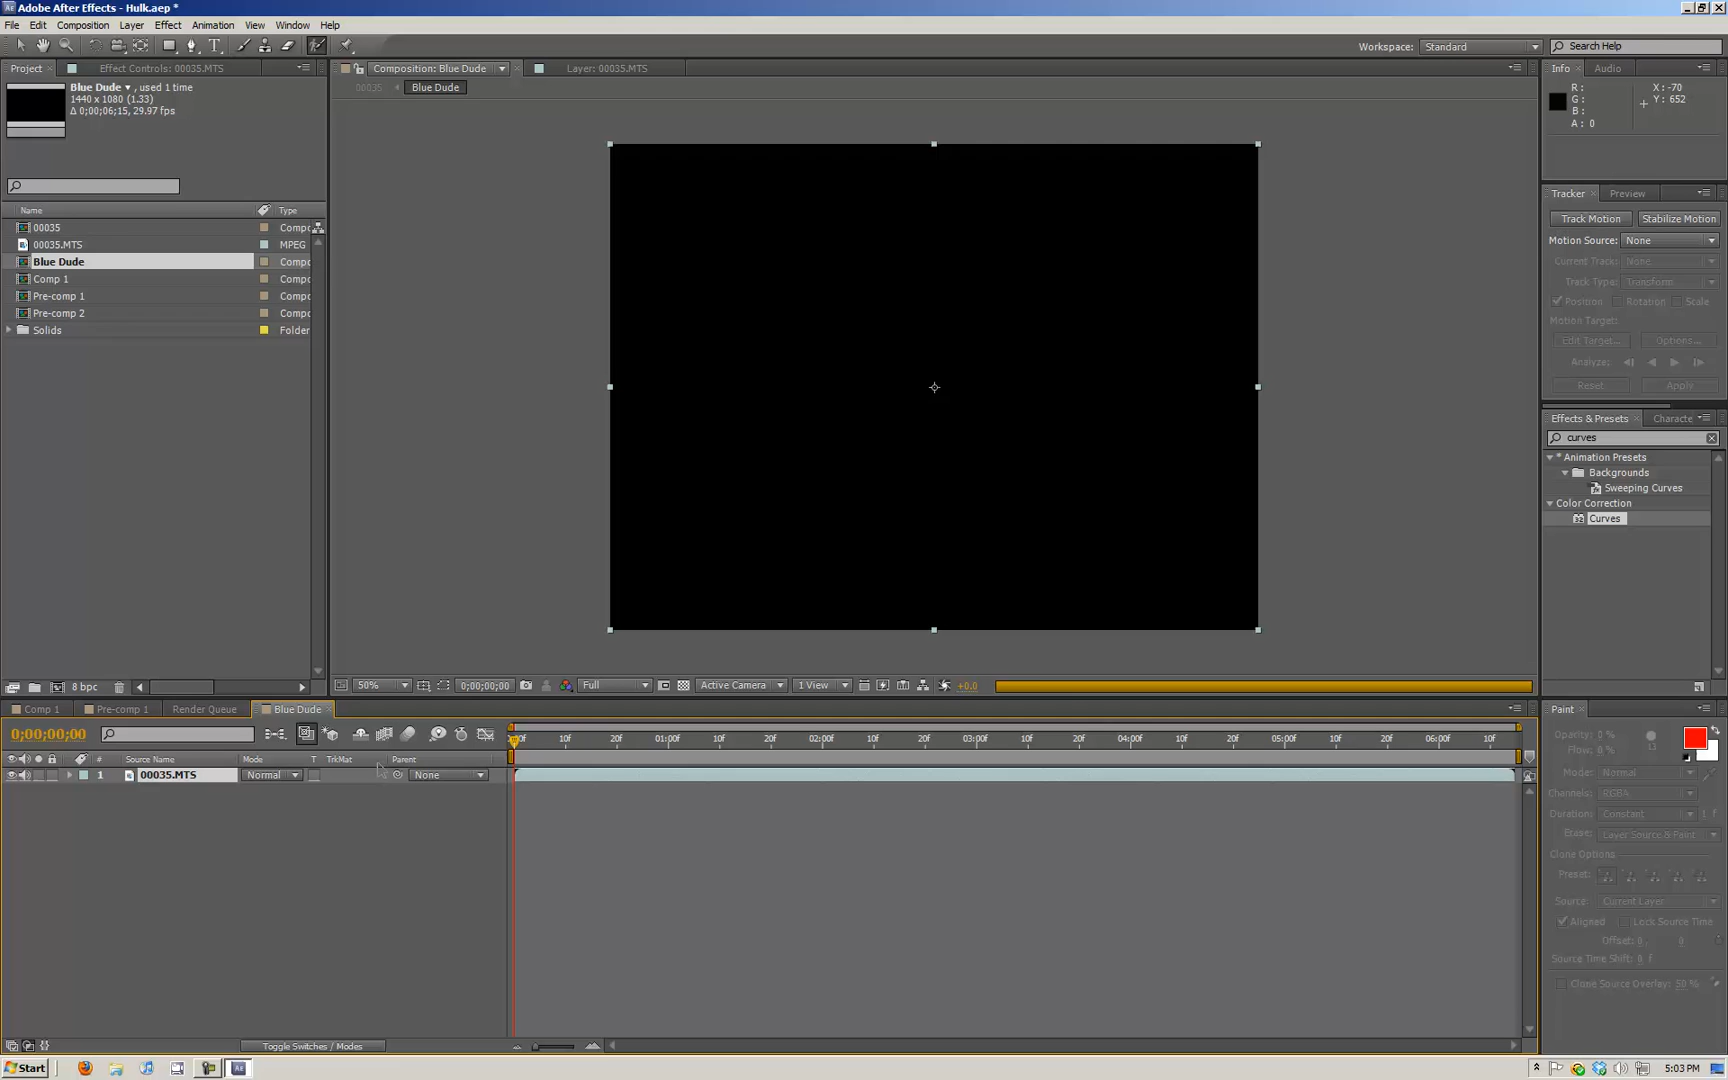 Adobe After Effects - Hulk.aep *
File Edit Composition Layer Effect Animation View Window Help
Workspace: Standard Search Help
Project Effect Controls: 00035.MTS
Composition: Blue Dude Layer: 00035.MTS
Info Audio
Blue Dude , used 1 time
1440 x 1080 (1.33)
Δ 0;00;06;15, 29.97 fps
00035 Blue Dude
R : X : -70
G : Y : 652
B :
A : 0
Tracker Preview
Name Type
Track Motion Stabilize Motion
00035 Compo
Motion Source: None
00035.MTS MPEG
Blue Dude Compo
Current Track: None
Comp 1 Compo
Track Type: Transform
Pre-comp 1 Compo
Position Rotation Scale
Pre-comp 2 Compo
Motion Target:
Solids Folder
Edit Target... Options...
Analyze:
Reset Apply
Effects & Presets Characte
curves
* Animation Presets
Backgrounds
Sweeping Curves
Color Correction
32 Curves
8 bpc
50% 0;00;00;00 Full Active Camera 1 View +0.0
Comp 1 Pre-comp 1 Render Queue Blue Dude
Paint
0;00;00;00
:00f 10f 20f 01:00f 10f 20f 02:00f 10f 20f 03:00f 10f 20f 04:00f 10f 20f 05:00f 10f 20f 06:00f 10f
Opacity: 0 %
Flow: 0 %
# Source Name Mode T TrkMat Parent
1 00035.MTS Normal None
Mode: Normal
Channels: RGBA
Duration: Constant 1 f
Erase: Layer Source & Paint
Clone Options
Preset:
Source: Current Layer
Aligned Lock Source Time
Offset: 0 , 0
Source Time Shift: 0 f
Clone Source Overlay: 50 %
Toggle Switches / Modes
Start Ae 5:03 PM